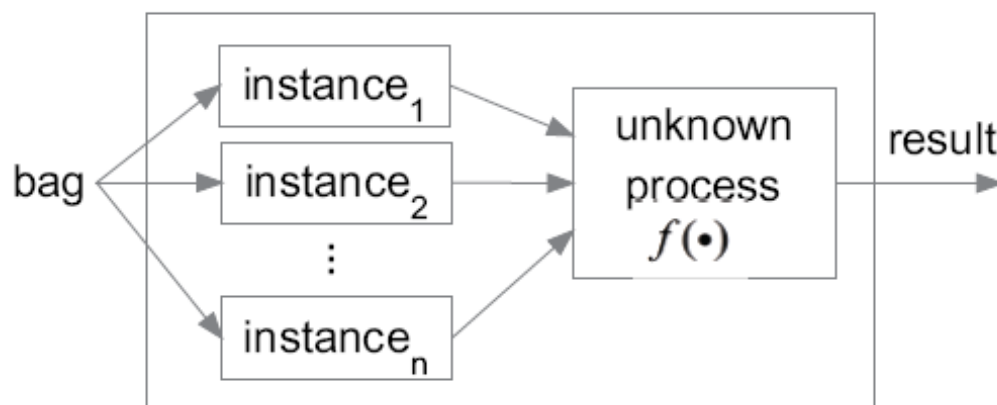 bag
instance₁
instance₂
⋮
instanceₙ
unknown
process
f(•)
result